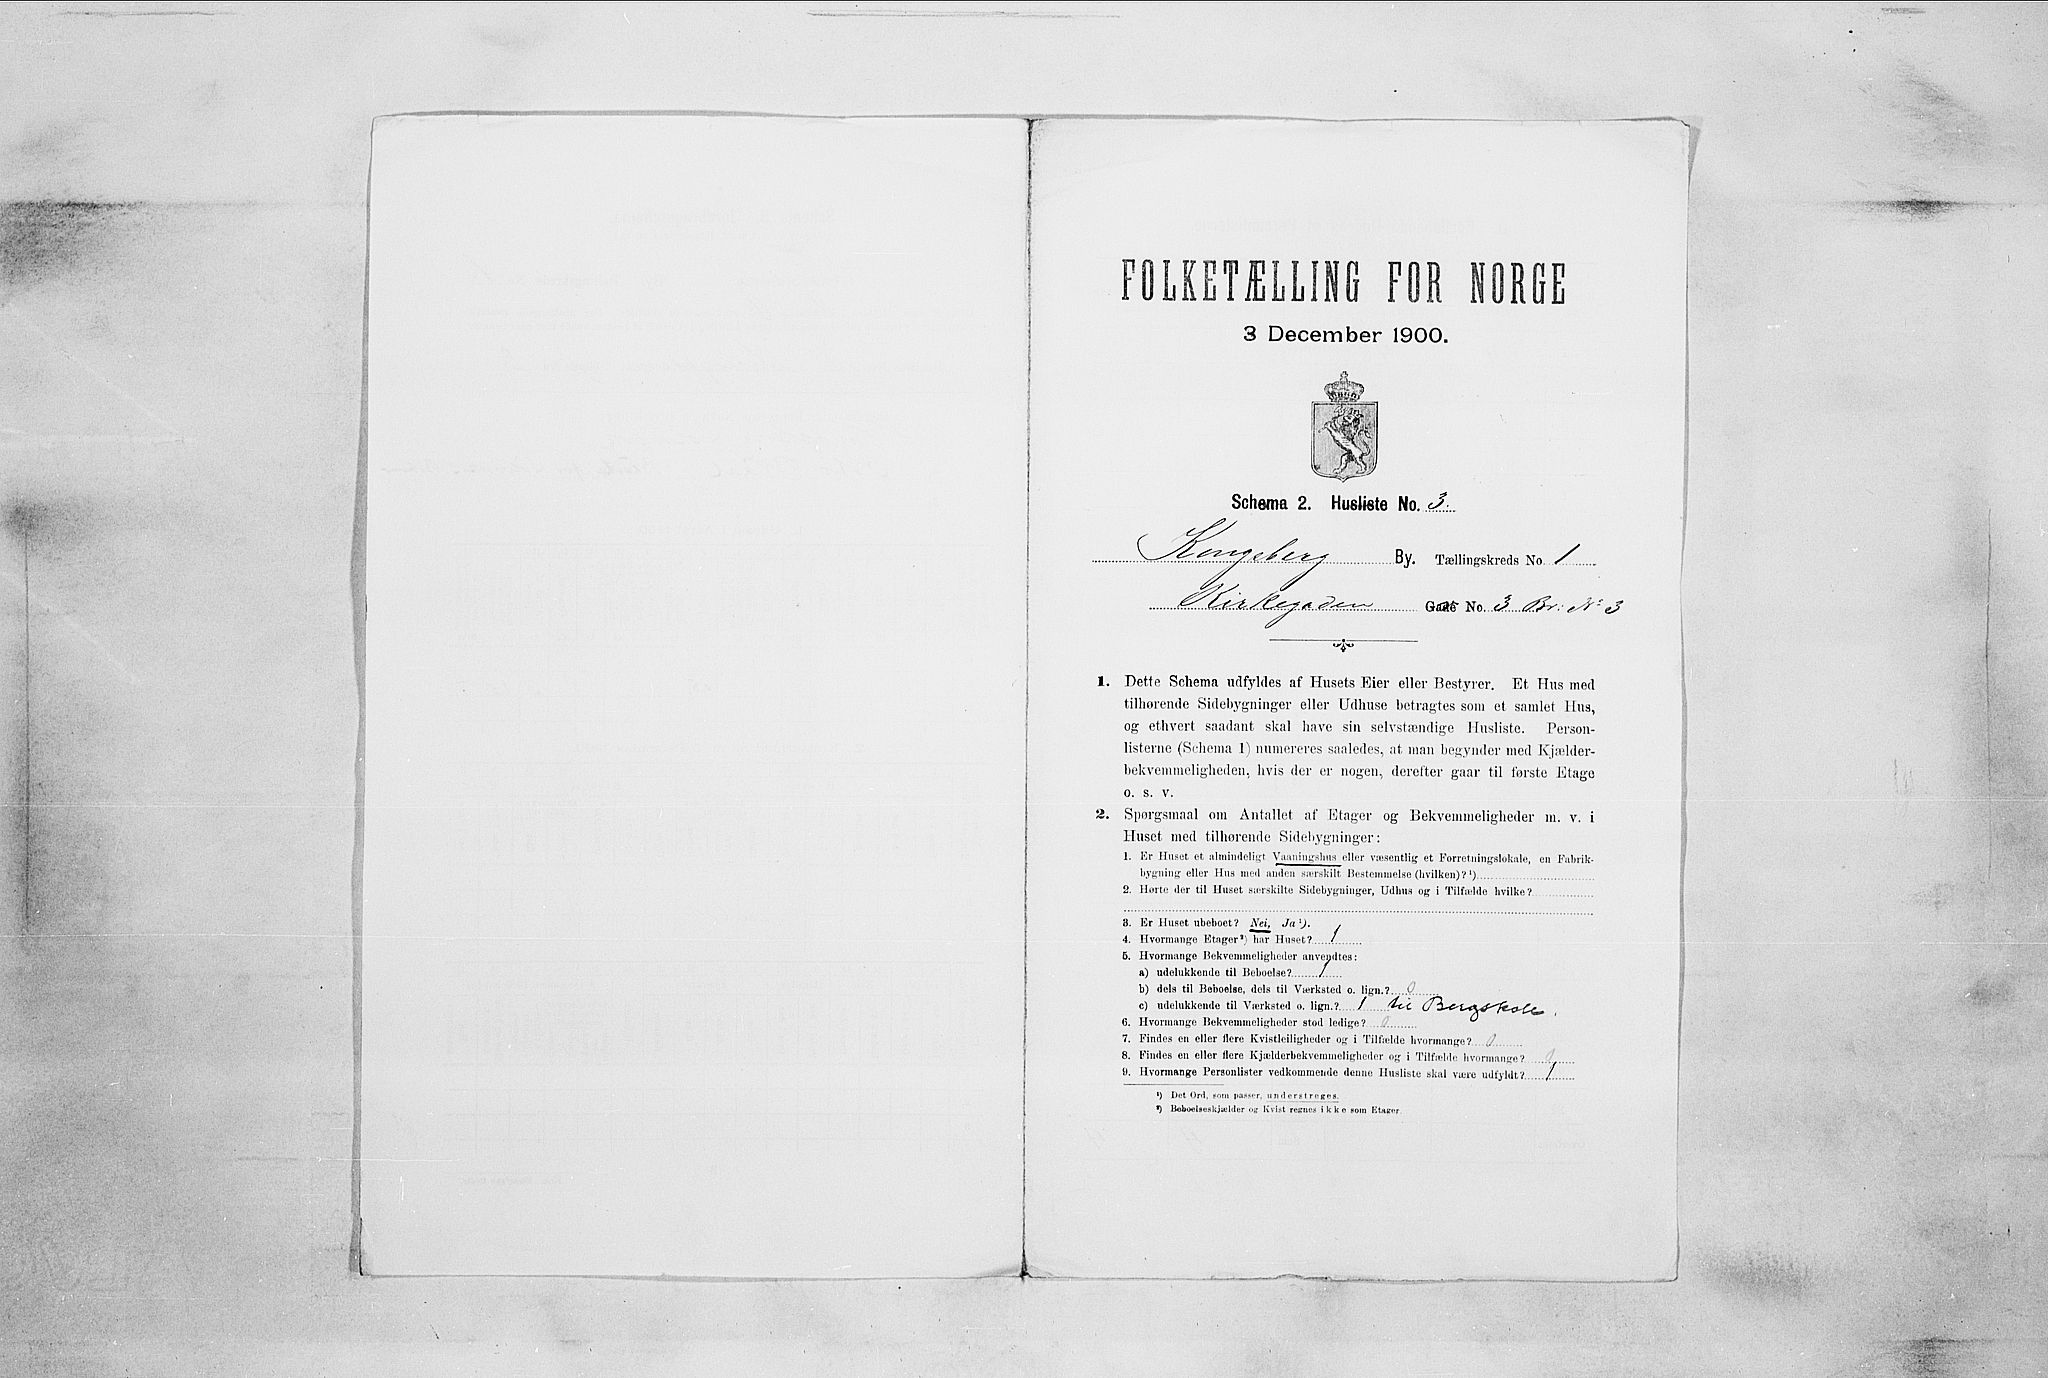 FOLKETÆLLING FOR NORGE
3 December 1900.
Schema 2. Husliste No. 3.
Kongsberg By. Tællingskreds No 1
Kirkegaden Gade No. 3 Br: No 3
1. Dette Schema udfyldes af Husets Eier eller Bestyrer. Et Hus med
tilhørende Sidebygninger eller Udhuse betragtes som et samlet Hus,
og ethvert saadant skal have sin selvstændige Husliste. Person-
listerne (Schema 1) numereres saaledes, at man begynder med Kjælder-
bekvemmeligheden, hvis der er nogen, derefter gaar til første Etage
o. s. v.
2. Spørgsmaal om Antallet af Etager og Bekvemmeligheder m. v. i
Huset med tilhørende Sidebygninger:
1. Er Huset et almindeligt Vaaningshus eller væsentlig et Forretningslokale, en Fabrik-
bygning eller Hus med anden særskilt Bestemmelse (hvilken)? ¹)
2. Hørte der til Huset særskilte Sidebygninger, Udhus og i Tilfælde hvilke?
3. Er Huset ubeboet? Nei, Ja ¹).
4. Hvormange Etager ²) har Huset? 1
5. Hvormange Bekvemmeligheder anvendtes:
a) udelukkende til Beboelse? 1
b) dels til Beboelse, dels til Værksted o. lign.? 0
c) udelukkende til Værksted o. lign.? 1 til Bergskole.
6. Hvormange Bekvemmeligheder stod ledige? 0
7. Findes en eller flere Kvistleiligheder og i Tilfælde hvormange? 0
8. Findes en eller flere Kjælderbekvemmeligheder og i Tilfælde hvormange? 0
9. Hvormange Personlister vedkommende denne Husliste skal være udfyldt? 1
¹) Det Ord, som passer, understreges.
²) Beboelseskjælder og Kvist regnes ikke som Etager.